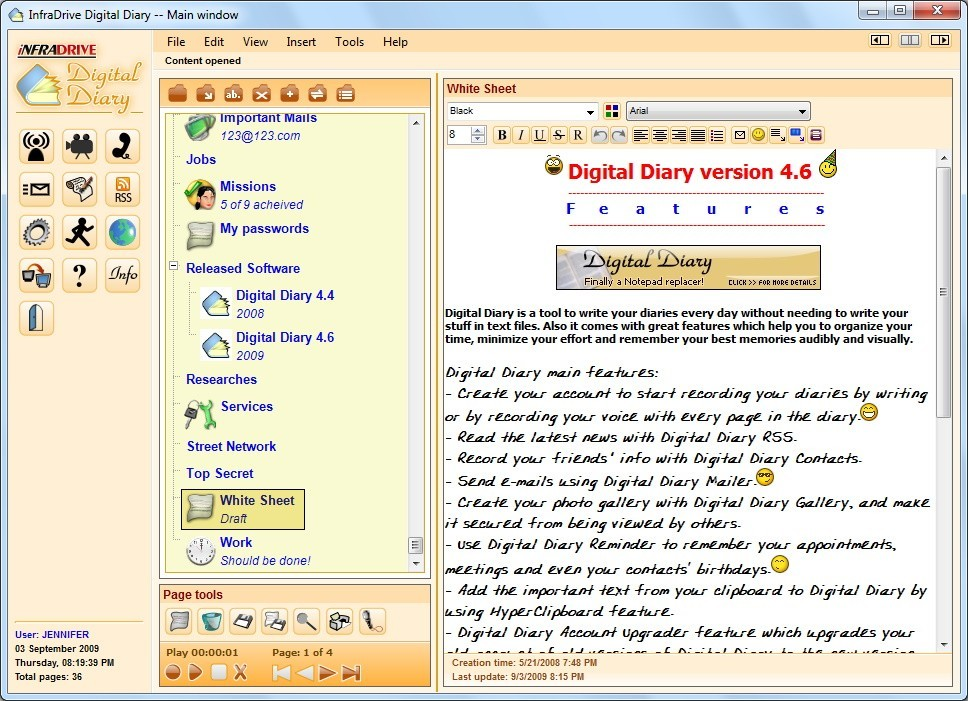 InfraDrive Digital Diary -- Main window
iNFRADRIVE
Digital
Diary
File Edit View Insert Tools Help
Content opened
RSS
?
Info
User: JENNIFER
03 September 2009
Thursday, 08:19:39 PM
Total pages: 36
ab.
Important Mails
123@123.com
Jobs
Missions
5 of 9 acheived
My passwords
Released Software
Digital Diary 4.4
2008
Digital Diary 4.6
2009
Researches
Services
Street Network
Top Secret
White Sheet
Draft
Work
Should be done!
Page tools
Play 00:00:01 Page: 1 of 4
White Sheet
Black Arial
8 B I U S R
Digital Diary version 4.6
------------------------------------------------
F e a t u r e s
------------------------------------------------
Digital Diary
Finally a Notepad replacer! CLICK >> FOR MORE DETAILS
Digital Diary is a tool to write your diaries every day without needing to write your
stuff in text files. Also it comes with great features which help you to organize your
time, minimize your effort and remember your best memories audibly and visually.
Digital Diary main features:
- Create your account to start recording your diaries by writing
or by recording your voice with every page in the diary.
- Read the latest news with Digital Diary RSS.
- Record your friends' info with Digital Diary Contacts.
- Send e-mails using Digital Diary Mailer.
- Create your photo gallery with Digital Diary Gallery, and make
it secured from being viewed by others.
- Use Digital Diary Reminder to remember your appointments,
meetings and even your contacts' birthdays.
- Add the important text from your clipboard to Digital Diary by
using HyperClipboard feature.
- Digital Diary Account Upgrader feature which upgrades your
old account of old versions of Digital Diary to the new version
Creation time: 5/21/2008 7:48 PM
Last update: 9/3/2009 8:15 PM